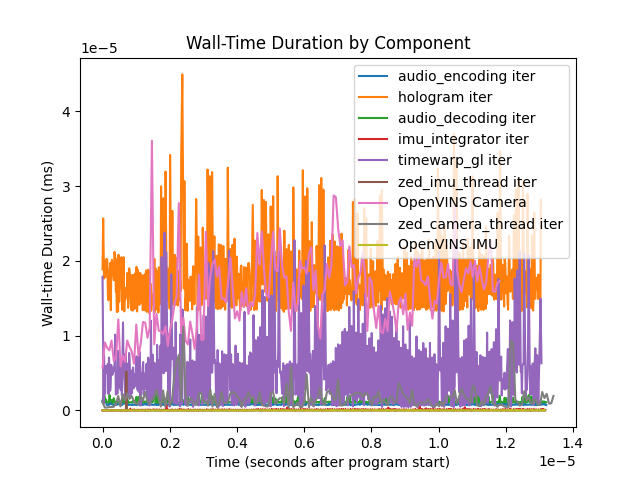 Wall-Time Duration by Component
1e−5
4
3
2
1
0
Wall-time Duration (ms)
audio_encoding iter
hologram iter
audio_decoding iter
imu_integrator iter
timewarp_gl iter
zed_imu_thread iter
OpenVINS Camera
zed_camera_thread iter
OpenVINS IMU
0.0 0.2 0.4 0.6 0.8 1.0 1.2 1.4
Time (seconds after program start)
1e−5